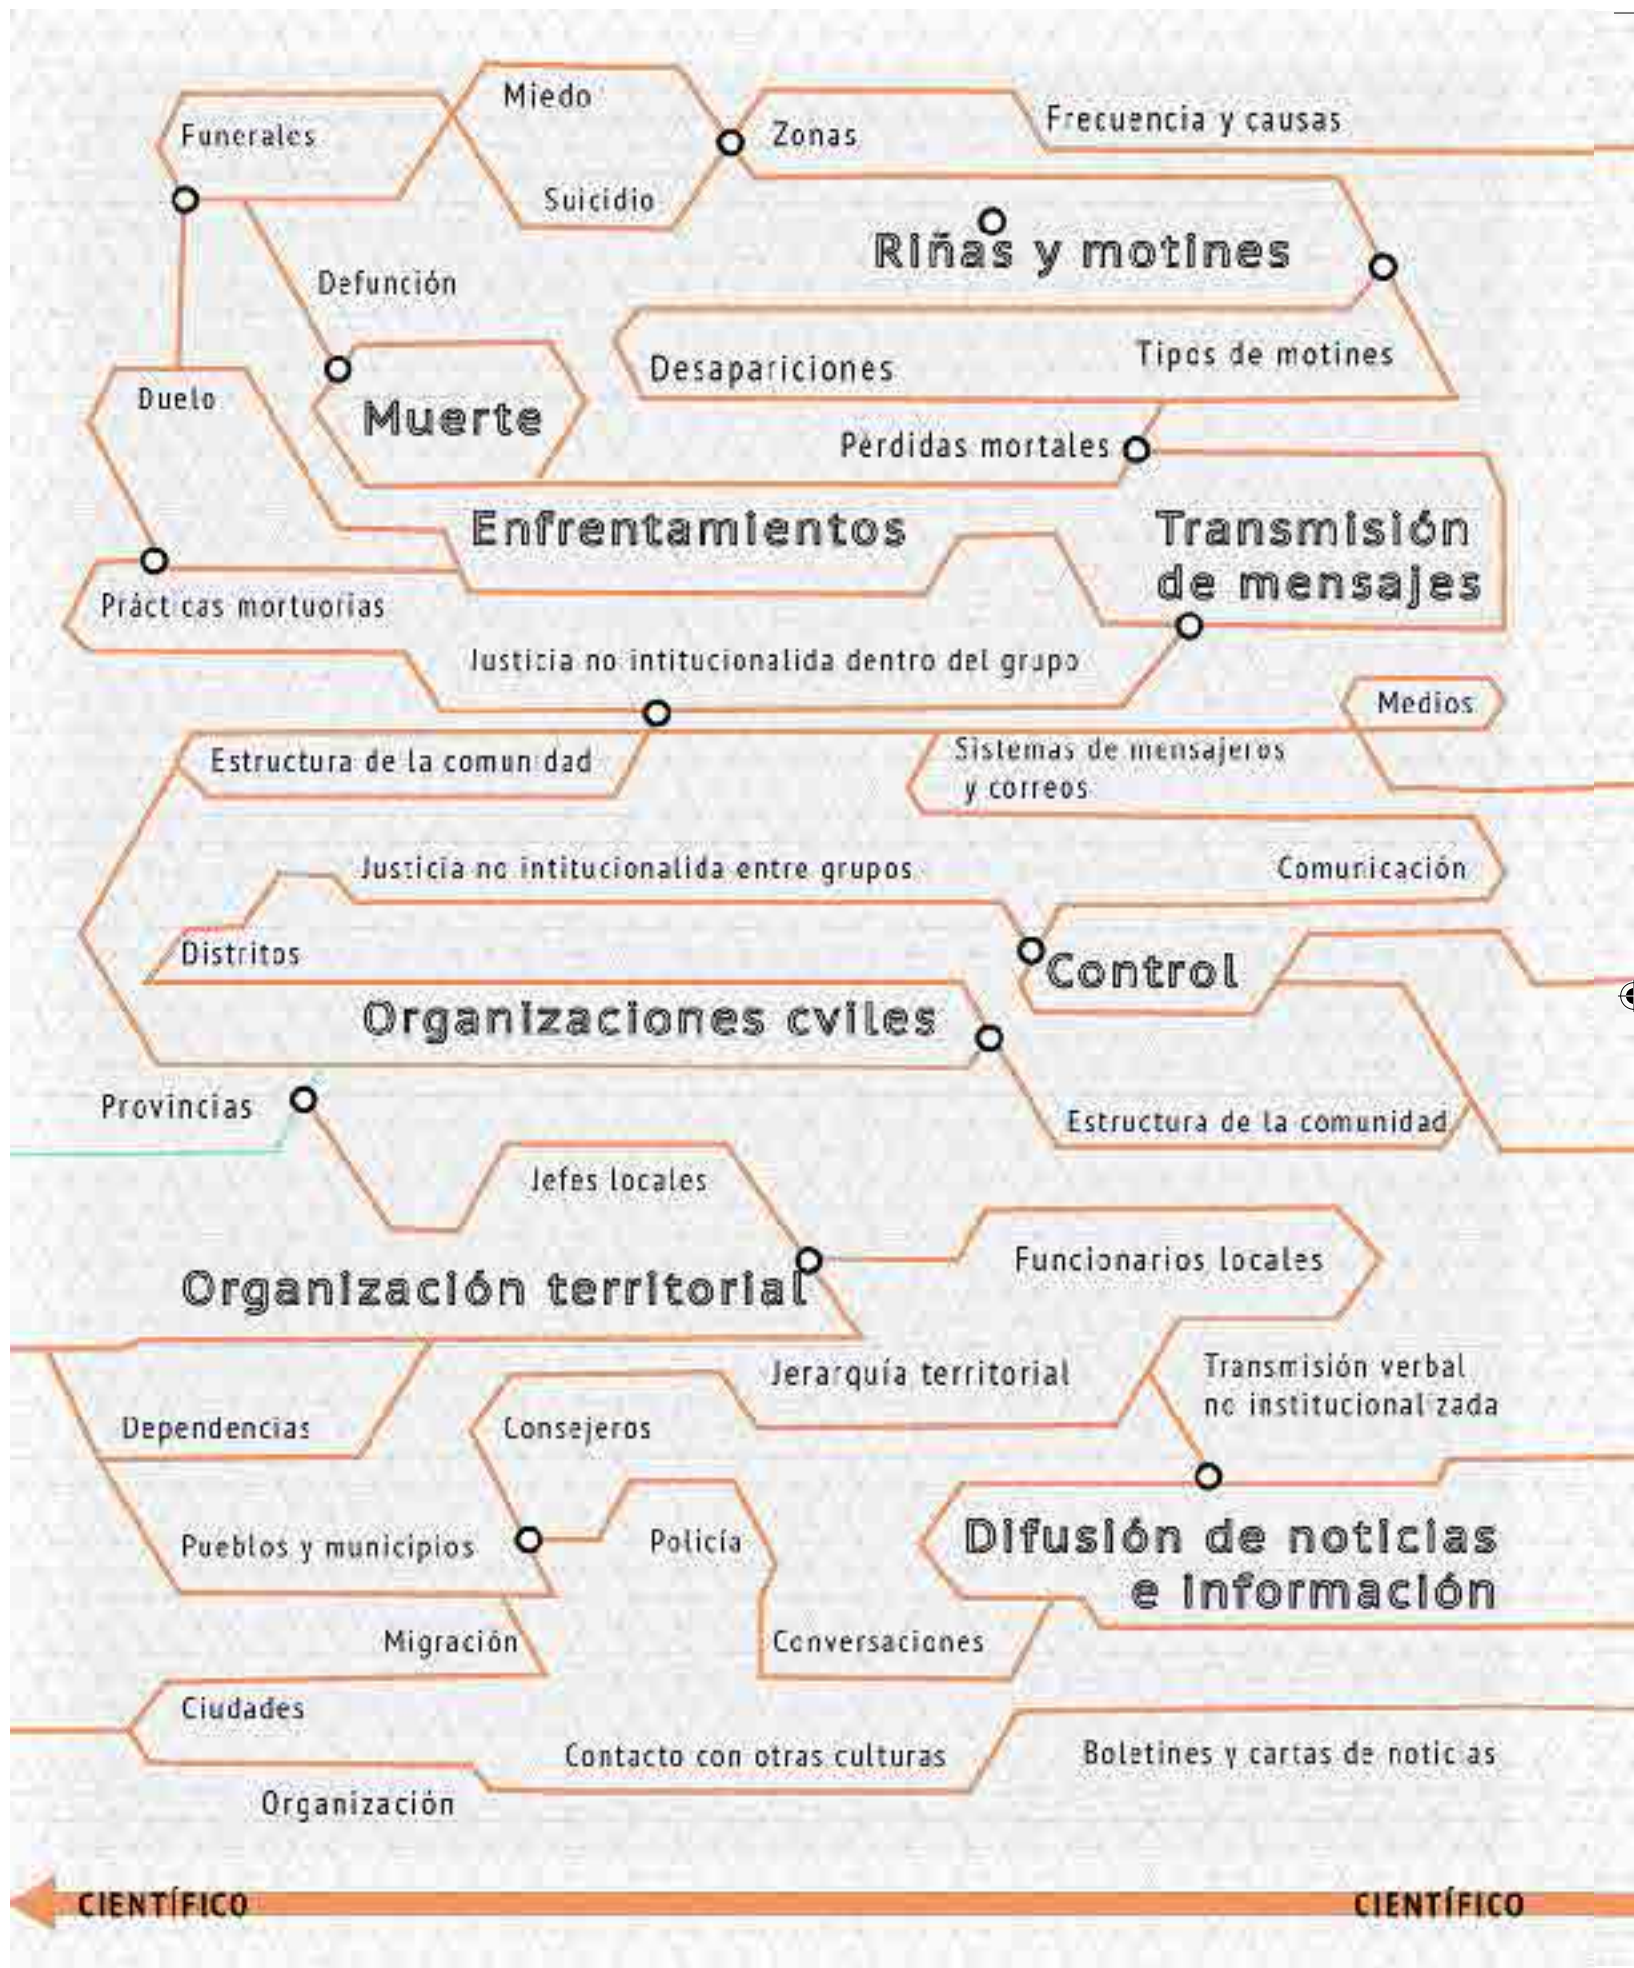 Miedo
Frecuencia y causas
Funerales
Zonas
Suicidio
Riñas y motines
Defunción
Tipos de motines
Desapariciones
Duelo
Muerte
Pérdidas mortales
Enfrentamientos
Transmisión
de mensajes
Prácticas mortuorias
Justicia no intitucionalida dentro del grupo
Medios
Estructura de la comunidad
Sistemas de mensajeros
y correos
Justicia no intitucionalida entre grupos
Comunicación
Distritos
Control
Organizaciones cviles
Provincias
Estructura de la comunidad
Jefes locales
Funcionarios locales
Organización territorial
Jerarquía territorial
Transmisión verbal
no institucionalizada
Dependencias
Consejeros
Pueblos y municipios
Policía
Difusión de noticias
e información
Migración
Conversaciones
Ciudades
Contacto con otras culturas
Boletines y cartas de noticias
Organización
CIENTÍFICO
CIENTÍFICO